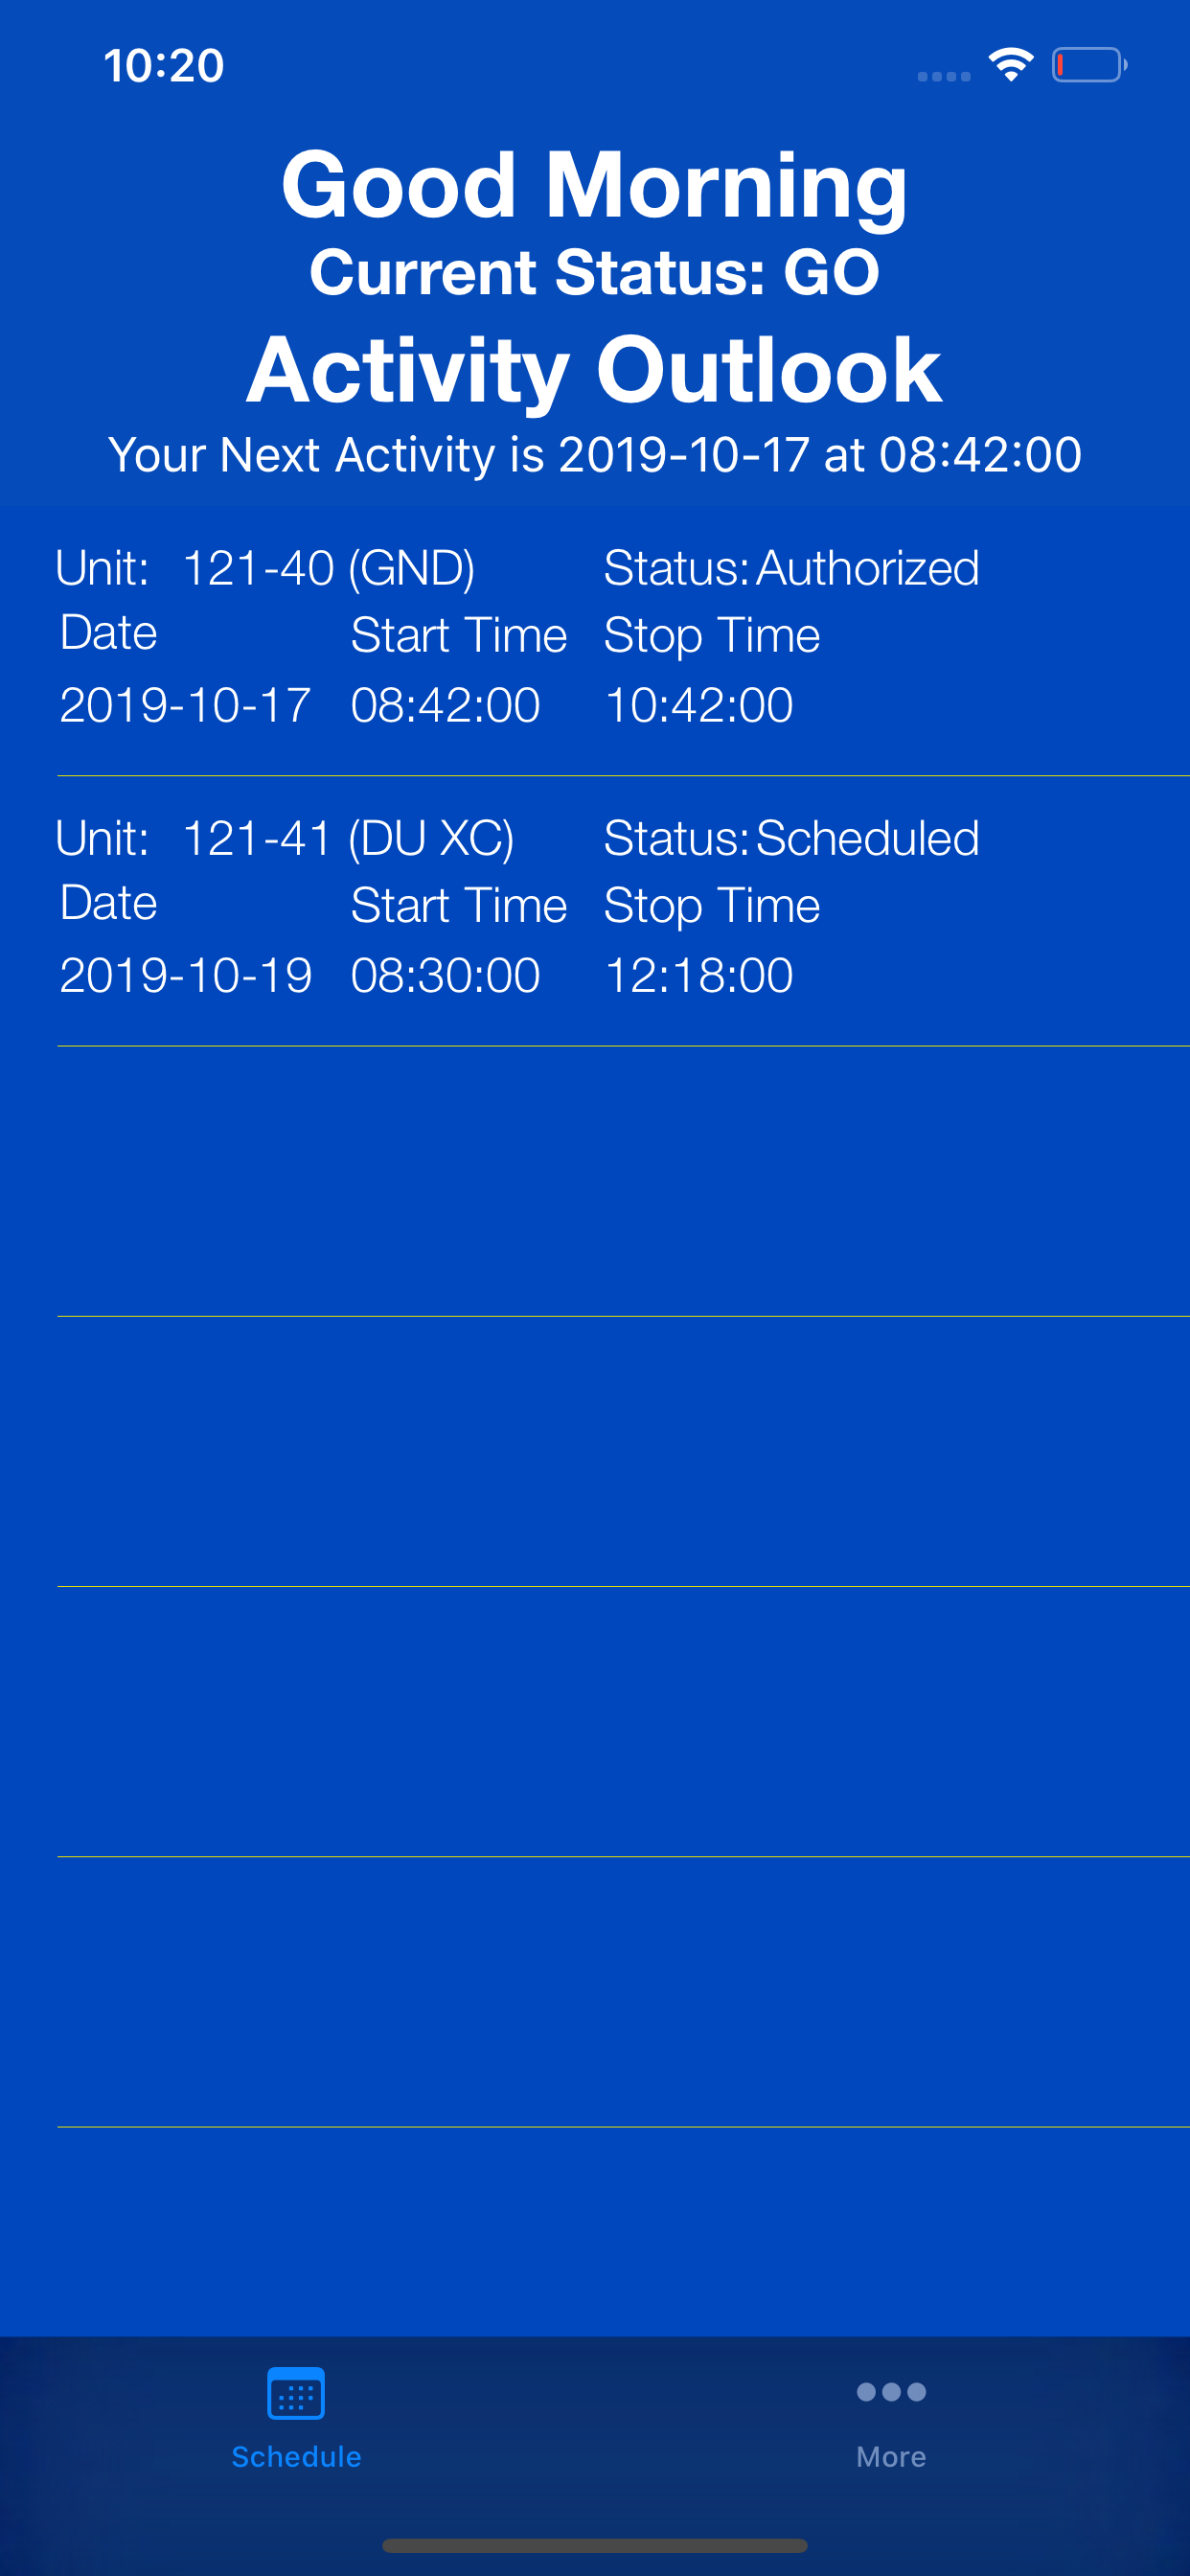 10:20
Good Morning
Current Status: GO
Activity Outlook
Your Next Activity is 2019-10-17 at 08:42:00
Unit: 121-40 (GND) Status: Authorized
Date Start Time Stop Time
2019-10-17 08:42:00 10:42:00
Unit: 121-41 (DU XC) Status: Scheduled
Date Start Time Stop Time
2019-10-19 08:30:00 12:18:00
Schedule More